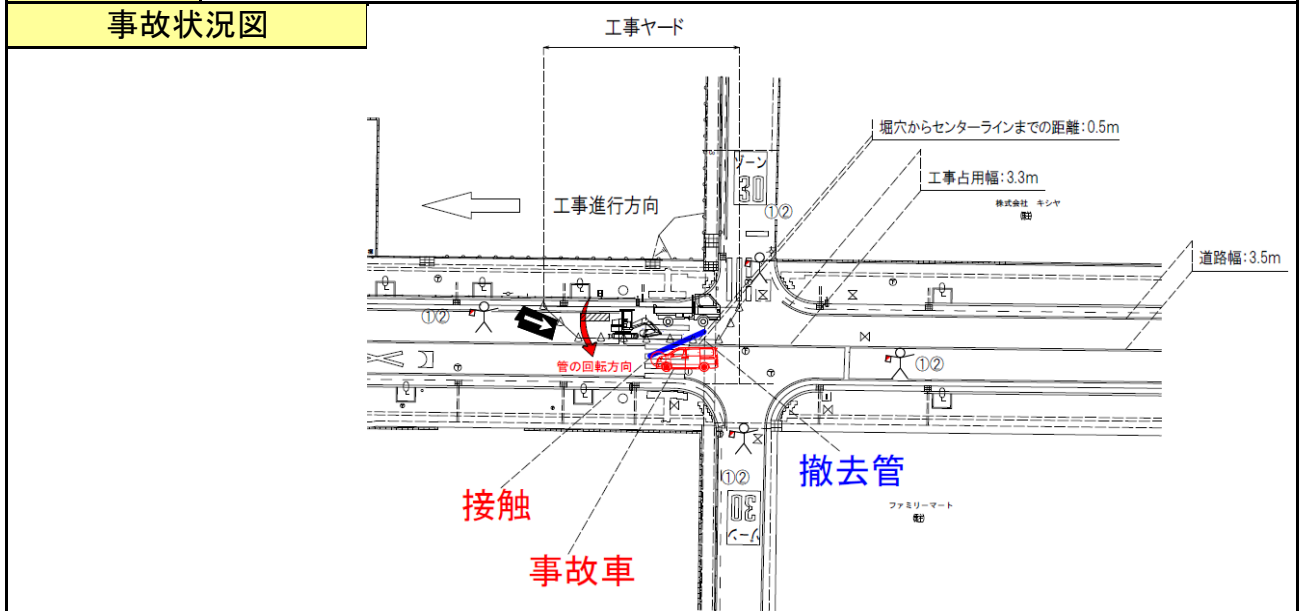 事故状況図
工事ヤード
堀穴からセンターラインまでの距離:0.5m
ゾーン
30
工事占用幅:3.3m
工事進行方向
①②
株式会社 キシヤ
道路幅:3.5m
①②
管の回転方向
①②
接触
撤去管
①②
30
ゾーン
ファミリーマート
事故車